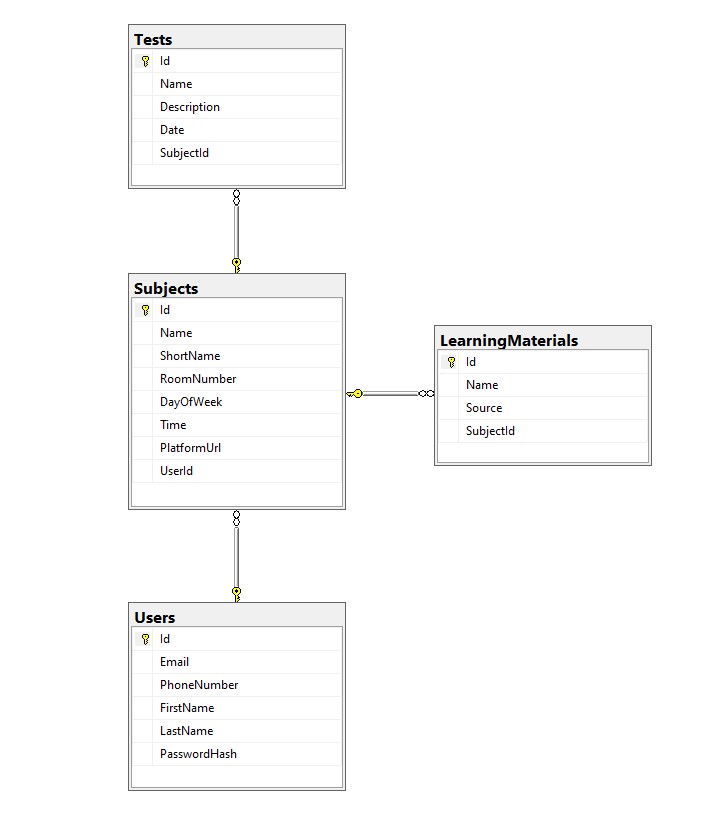 Tests
Id
Name
Description
Date
SubjectId
Subjects
Id
Name
ShortName
RoomNumber
DayOfWeek
Time
PlatformUrl
UserId
LearningMaterials
Id
Name
Source
SubjectId
Users
Id
Email
PhoneNumber
FirstName
LastName
PasswordHash